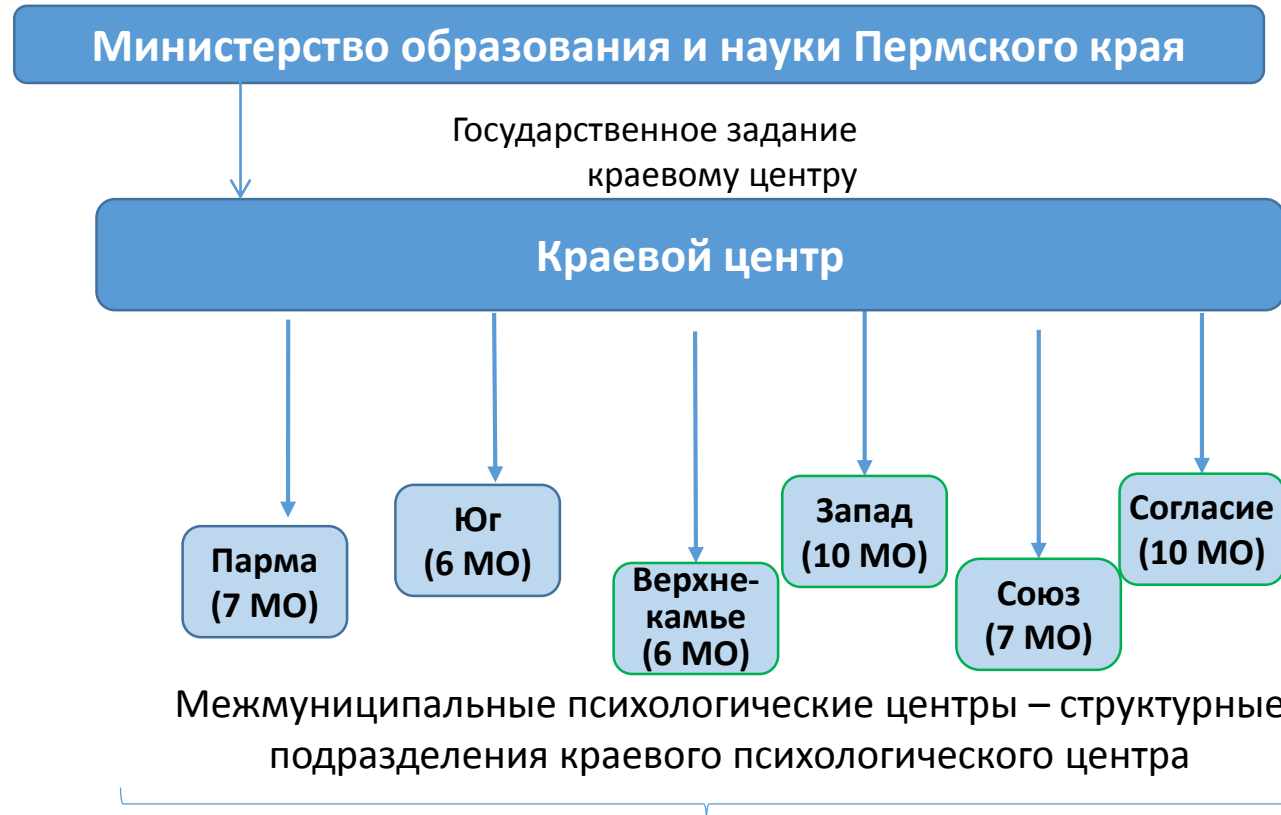 Министерство образования и науки Пермского края
Государственное задание
краевому центру
Краевой центр
Парма
(7 МО)
Юг
(6 МО)
Верхне-
камье
(6 МО)
Запад
(10 МО)
Союз
(7 МО)
Согласие
(10 МО)
Межмуниципальные психологические центры – структурные
подразделения краевого психологического центра